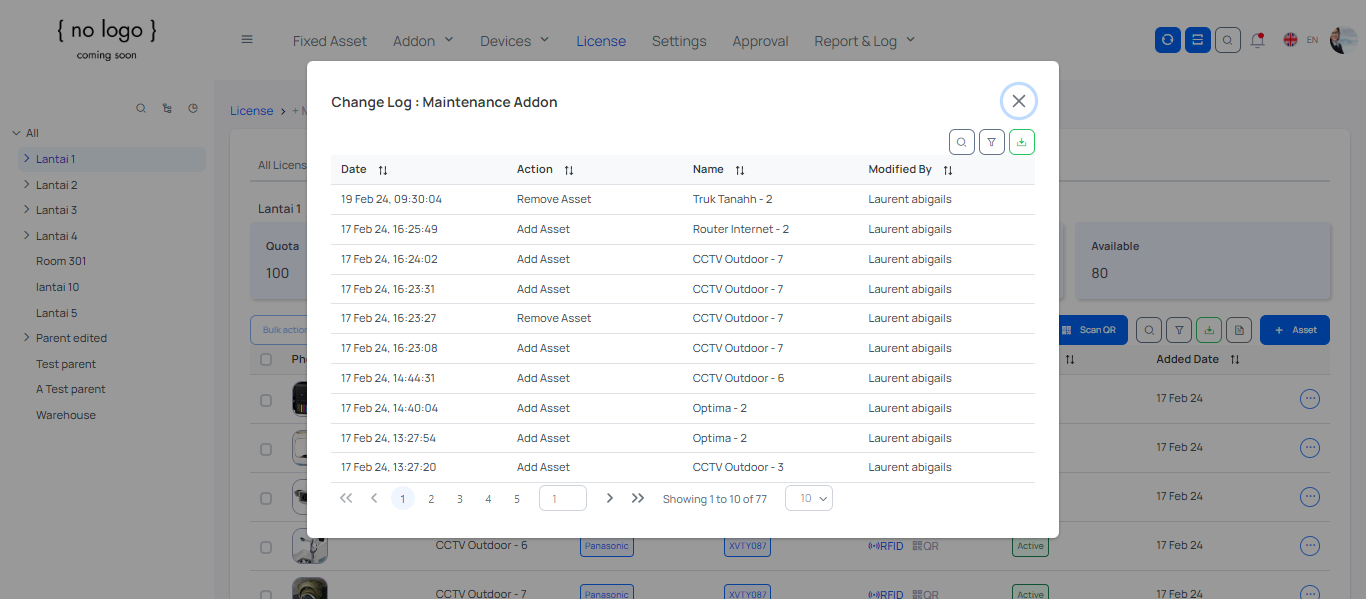 { no logo }
coming soon
Fixed Asset Addon Devices License Settings Approval Report & Log EN
All
Lantai 1
Lantai 2
Lantai 3
Lantai 4
Room 301
lantai 10
Lantai 5
Parent edited
Test parent
A Test parent
Warehouse
License > +
All Licens
Lantai 1
Quota
100
Available
80
Bulk action
Scan QR
+ Asset
Added Date
17 Feb 24
17 Feb 24
17 Feb 24
Change Log : Maintenance Addon
Date Action Name Modified By
19 Feb 24, 09:30:04 Remove Asset Truk Tanahh - 2 Laurent abigails
17 Feb 24, 16:25:49 Add Asset Router Internet - 2 Laurent abigails
17 Feb 24, 16:24:02 Add Asset CCTV Outdoor - 7 Laurent abigails
17 Feb 24, 16:23:31 Add Asset CCTV Outdoor - 7 Laurent abigails
17 Feb 24, 16:23:27 Remove Asset CCTV Outdoor - 7 Laurent abigails
17 Feb 24, 16:23:08 Add Asset CCTV Outdoor - 7 Laurent abigails
17 Feb 24, 14:44:31 Add Asset CCTV Outdoor - 6 Laurent abigails
17 Feb 24, 14:40:04 Add Asset Optima - 2 Laurent abigails
17 Feb 24, 13:27:54 Add Asset Optima - 2 Laurent abigails
17 Feb 24, 13:27:20 Add Asset CCTV Outdoor - 3 Laurent abigails
1 2 3 4 5 1 Showing 1 to 10 of 77 10
CCTV Outdoor - 6 Panasonic XVTY087 RFID QR Active 17 Feb 24
CCTV Outdoor - 7 Panasonic XVTY087 RFID QR Active 17 Feb 24